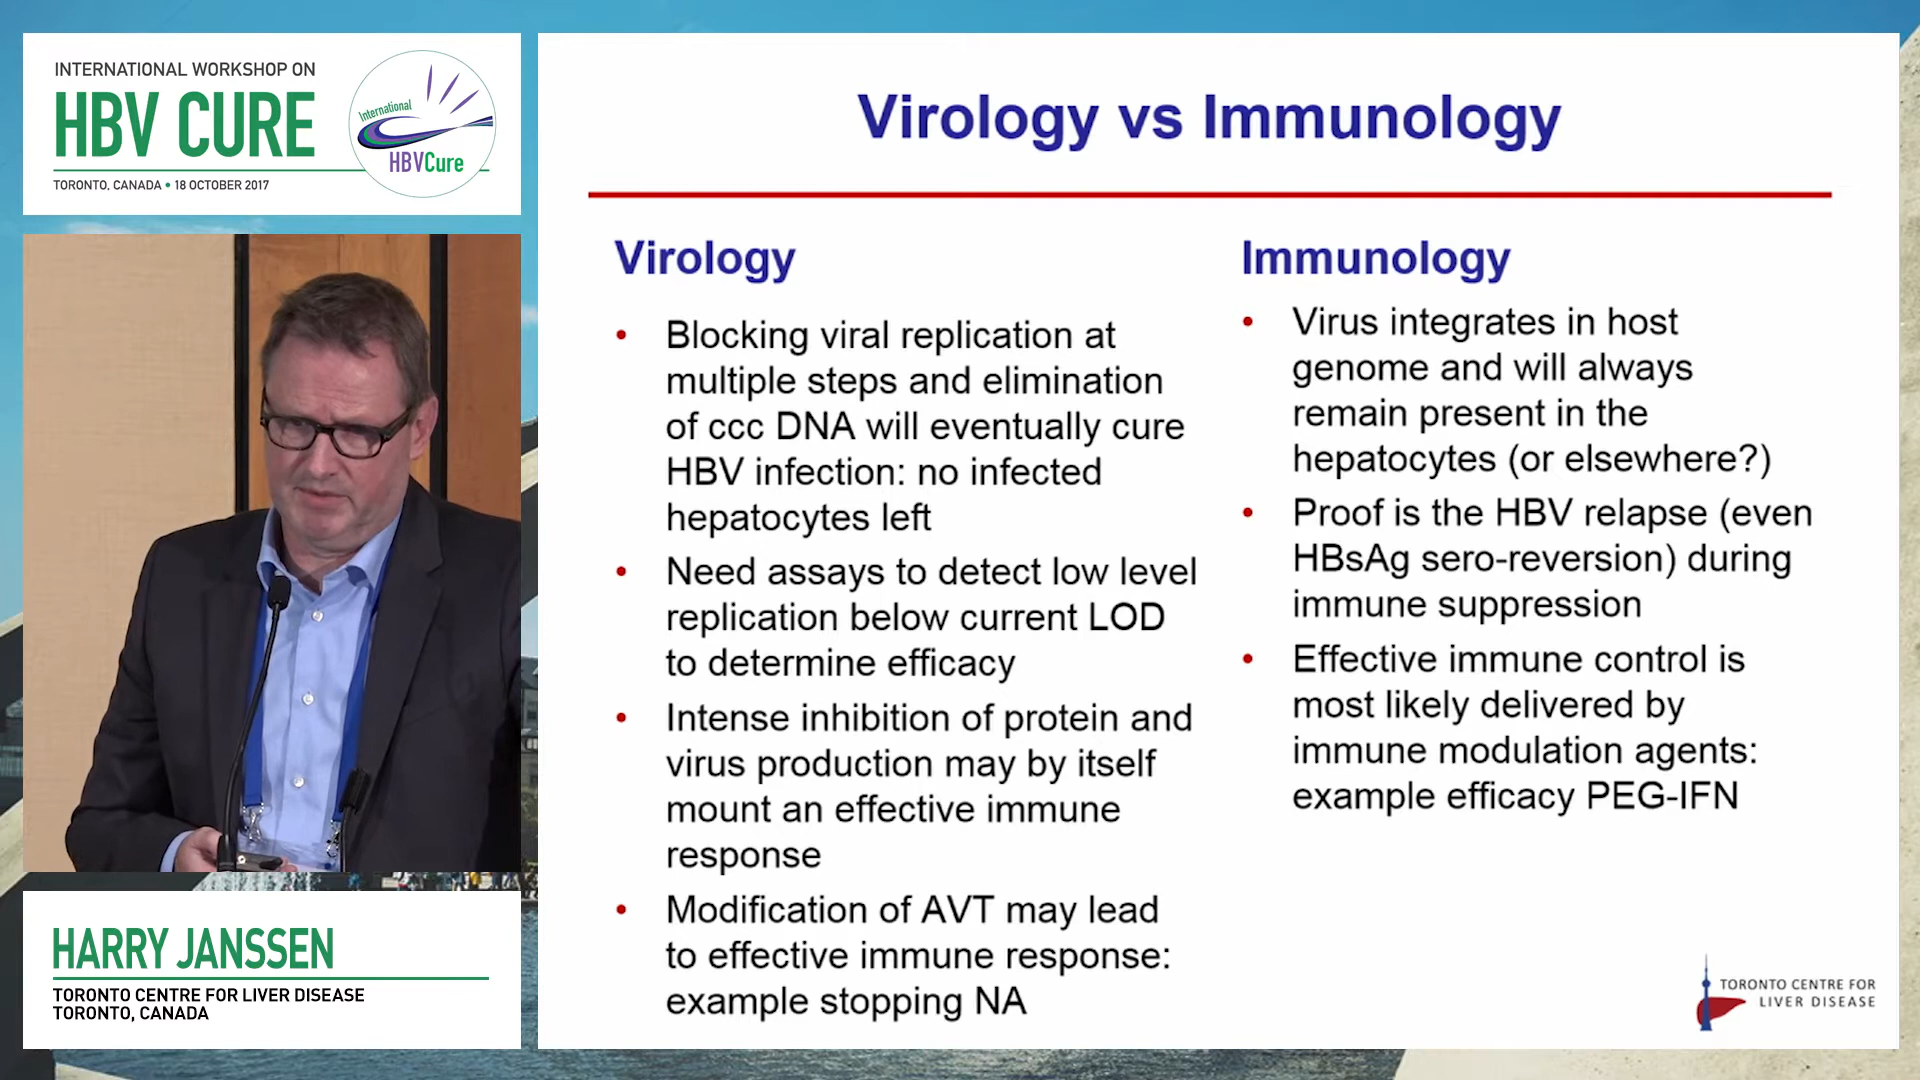 INTERNATIONAL WORKSHOP ON
HBV CURE
TORONTO, CANADA • 18 OCTOBER 2017
International
HBVCure
HARRY JANSSEN
TORONTO CENTRE FOR LIVER DISEASE
TORONTO, CANADA
Virology vs Immunology
Virology
• Blocking viral replication at
multiple steps and elimination
of ccc DNA will eventually cure
HBV infection: no infected
hepatocytes left
• Need assays to detect low level
replication below current LOD
to determine efficacy
• Intense inhibition of protein and
virus production may by itself
mount an effective immune
response
• Modification of AVT may lead
to effective immune response:
example stopping NA
Immunology
• Virus integrates in host
genome and will always
remain present in the
hepatocytes (or elsewhere?)
• Proof is the HBV relapse (even
HBsAg sero-reversion) during
immune suppression
• Effective immune control is
most likely delivered by
immune modulation agents:
example efficacy PEG-IFN
TORONTO CENTRE FOR
LIVER DISEASE